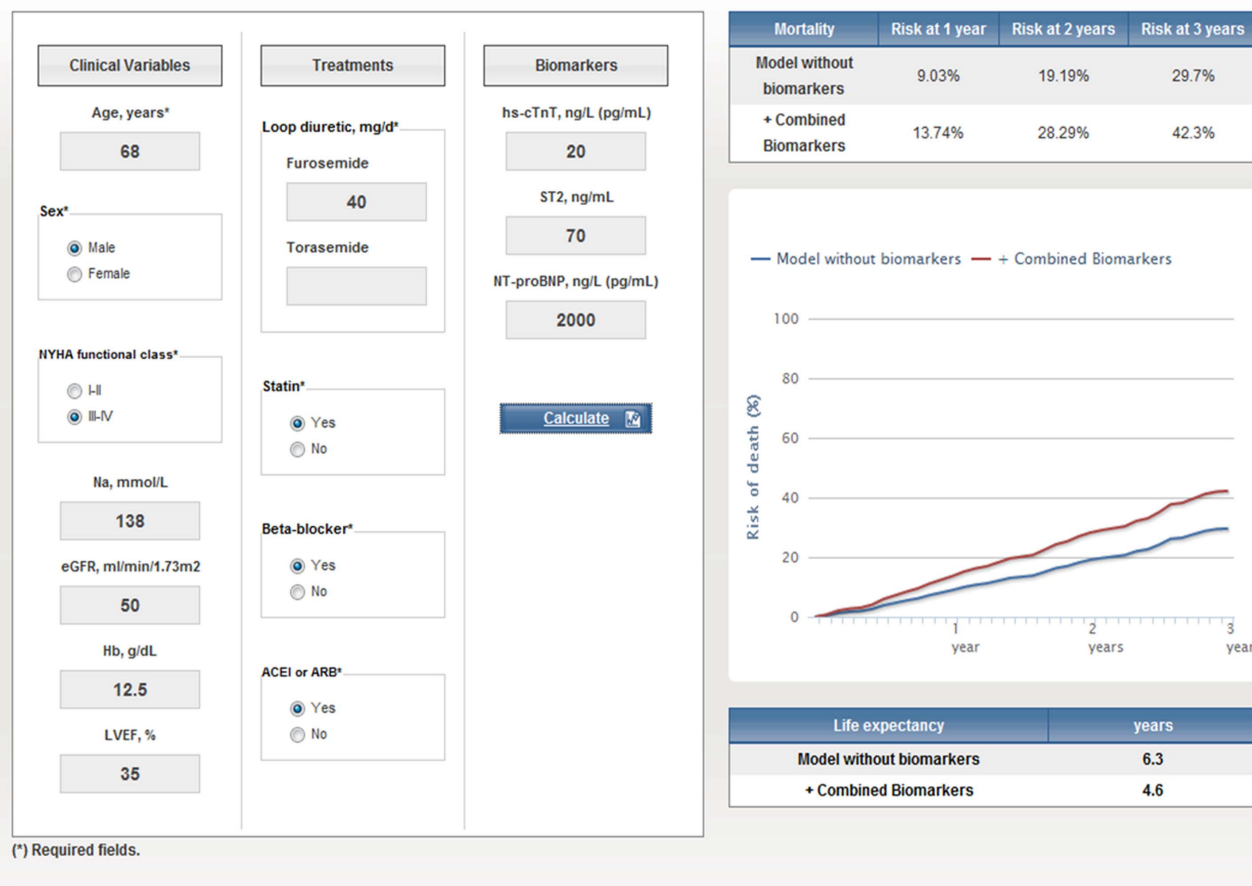 Clinical Variables
Age, years*
68
Sex*
Male
Female
NYHA functional class*
I-II
III-IV
Na, mmol/L
138
eGFR, ml/min/1.73m2
50
Hb, g/dL
12.5
LVEF, %
35
Treatments
Loop diuretic, mg/d*
Furosemide
40
Torasemide
Statin*
Yes
No
Beta-blocker*
Yes
No
ACEI or ARB*
Yes
No
Biomarkers
hs-cTnT, ng/L (pg/mL)
20
ST2, ng/mL
70
NT-proBNP, ng/L (pg/mL)
2000
Calculate
(*) Required fields.
Mortality Risk at 1 year Risk at 2 years Risk at 3 years
Model without
biomarkers 9.03% 19.19% 29.7%
+ Combined
Biomarkers 13.74% 28.29% 42.3%
Model without biomarkers + Combined Biomarkers
Risk of death (%)
100
80
60
40
20
0
1 2 3
year years year
Life expectancy years
Model without biomarkers 6.3
+ Combined Biomarkers 4.6